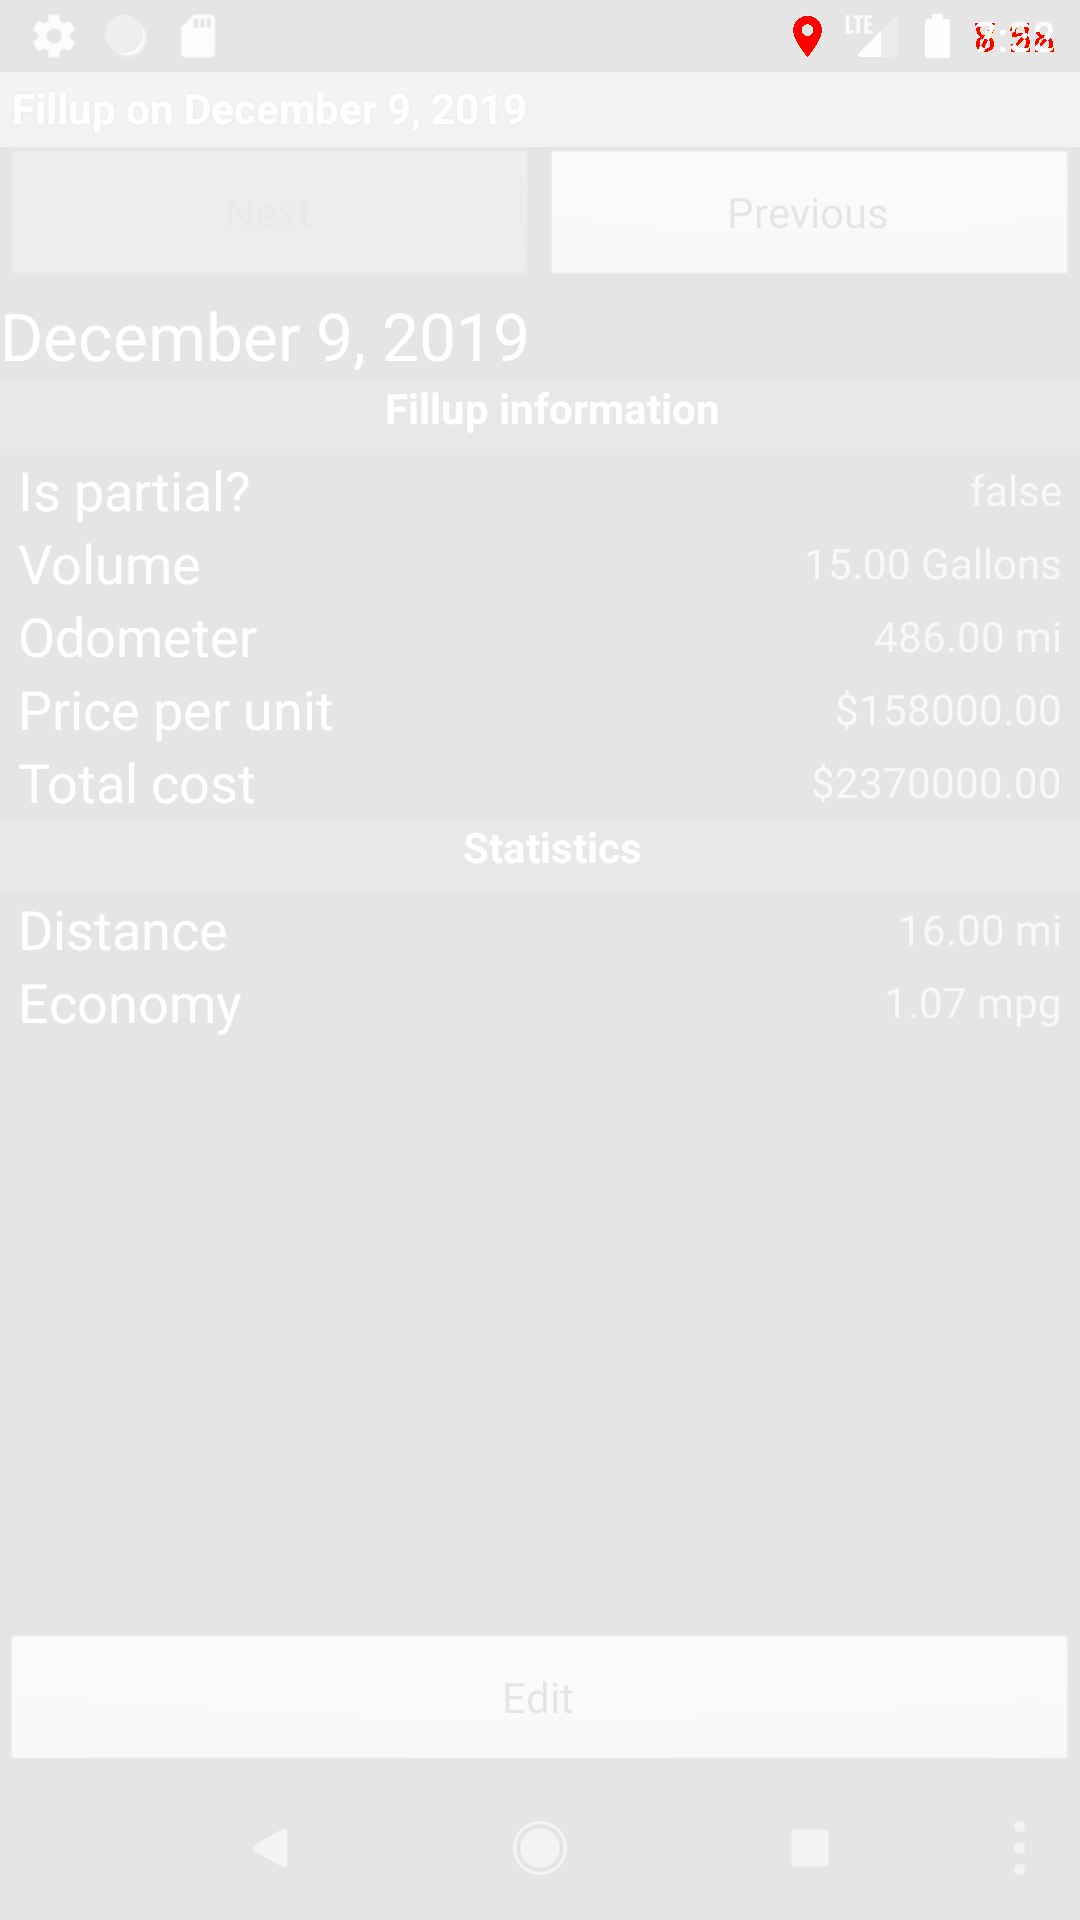 LTE
Fillup on December 9, 2019
Next Previous
December 9, 2019
Fillup information
Is partial? false
Volume 15.00 Gallons
Odometer 486.00 mi
Price per unit $158000.00
Total cost $2370000.00
Statistics
Distance 16.00 mi
Economy 1.07 mpg
Edit